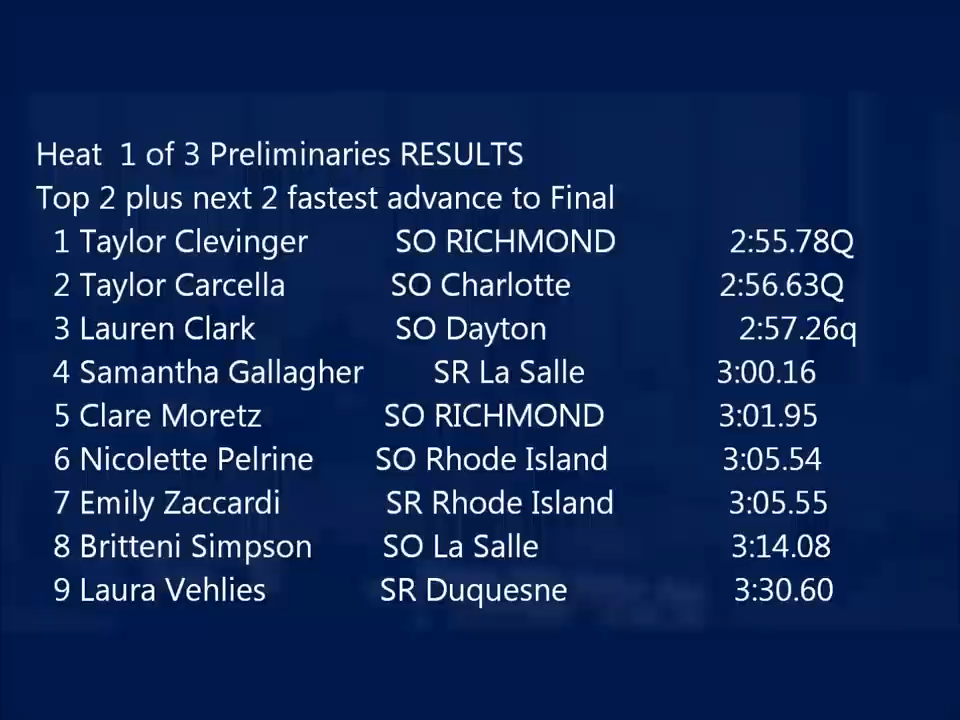 Heat 1 of 3 Preliminaries RESULTS
Top 2 plus next 2 fastest advance to Final
1 Taylor Clevinger SO RICHMOND 2:55.78Q
2 Taylor Carcella SO Charlotte 2:56.63Q
3 Lauren Clark SO Dayton 2:57.26q
4 Samantha Gallagher SR La Salle 3:00.16
5 Clare Moretz SO RICHMOND 3:01.95
6 Nicolette Pelrine SO Rhode Island 3:05.54
7 Emily Zaccardi SR Rhode Island 3:05.55
8 Britteni Simpson SO La Salle 3:14.08
9 Laura Vehlies SR Duquesne 3:30.60